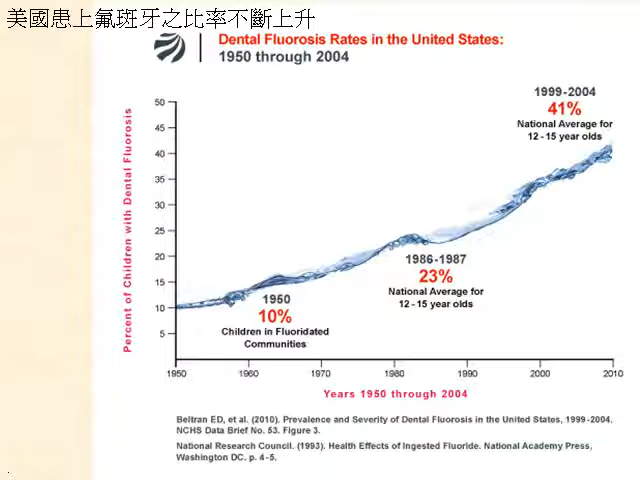 美國患上氟斑牙之比率不斷上升
Dental Fluorosis Rates in the United States:
1950 through 2004
1999-2004
41%
National Average for
12 - 15 year olds
Percent of Children with Dental Fluorosis
50
45
40
35
30
25
20
15
10
5
1986-1987
23%
National Average for
12 - 15 year olds
1960
10%
Children in Fluoridated
Communities
1950
1960
1970
1980
1990
2000
2010
Years 1950 through 2004
Beltran ED, et al. (2010). Prevalence and Severity of Dental Fluorosis in the United States, 1999-2004.
NCHS Data Brief No. 53. Figure 3.
National Research Council. (1993). Health Effects of Ingested Fluoride. National Academy Press,
Washington DC. p. 4-5.